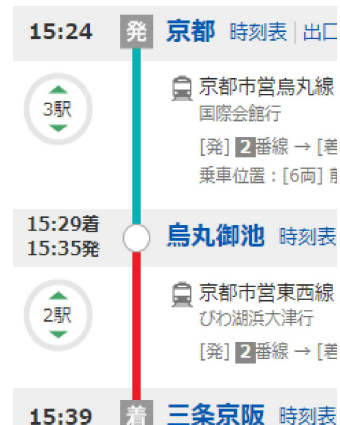 15:24 発 京都 時刻表 出口
3駅
京都市営烏丸線
国際会館行
[発] 2番線 → [着
乗車位置：[6両] 前
15:29着
15:35発
烏丸御池 時刻表
2駅
京都市営東西線
びわ湖浜大津行
[発] 2番線 → [着
15:39 着 三条京阪 時刻表